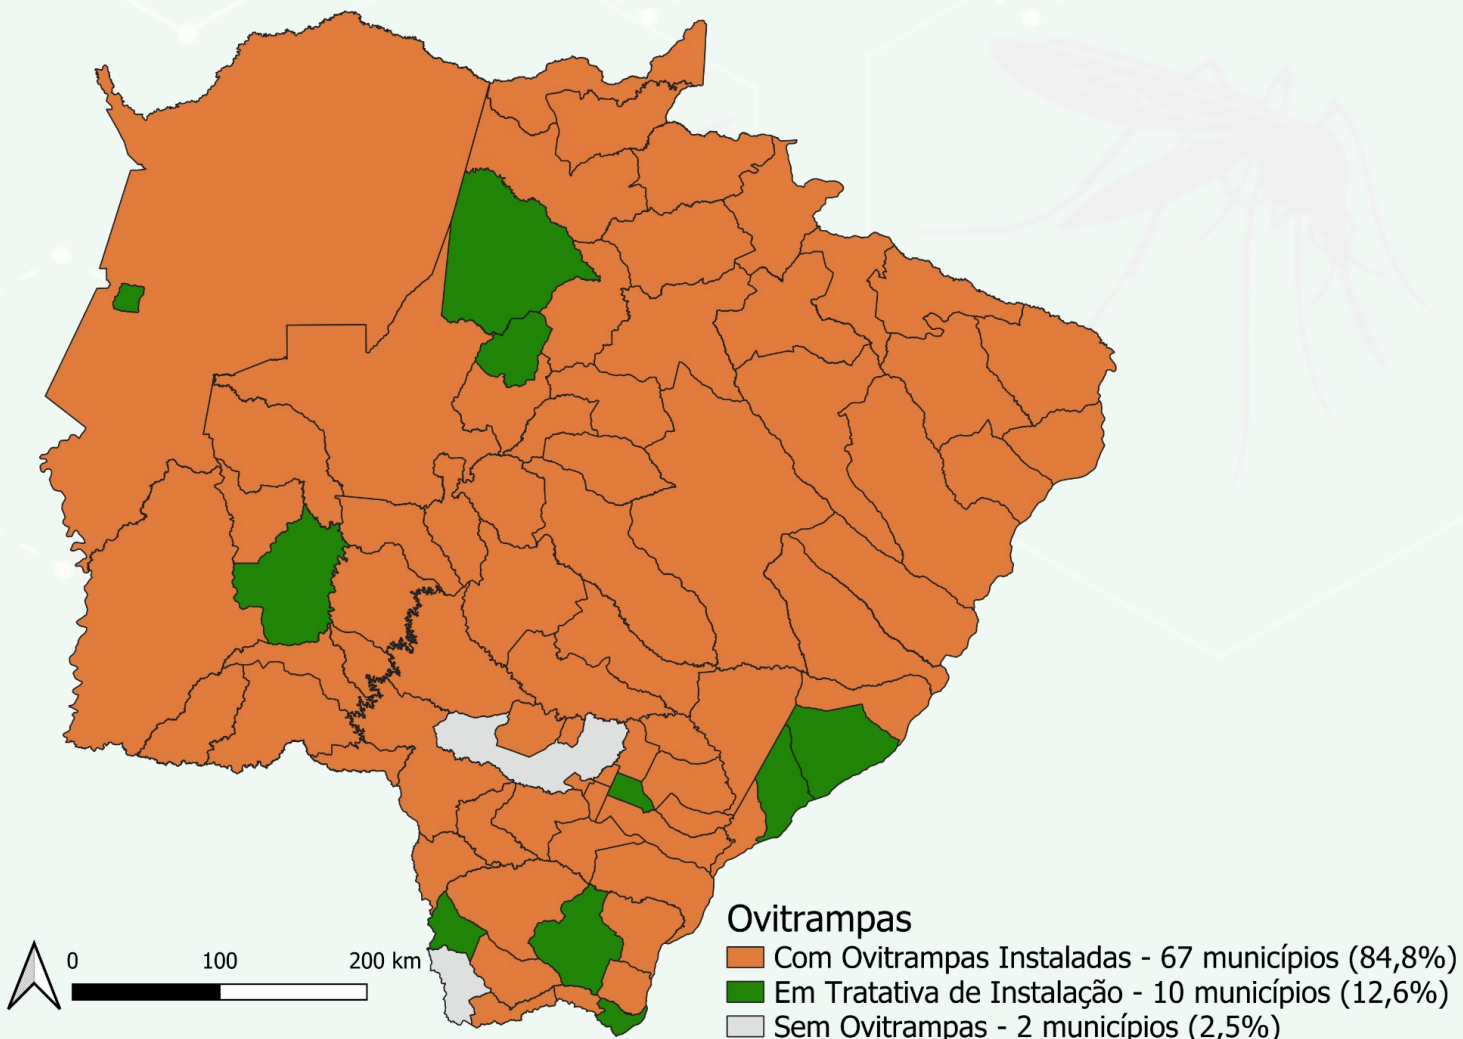 0 100 200 km
Ovitrampas
Com Ovitrampas Instaladas - 67 municípios (84,8%)
Em Tratativa de Instalação - 10 municípios (12,6%)
Sem Ovitrampas - 2 municípios (2,5%)